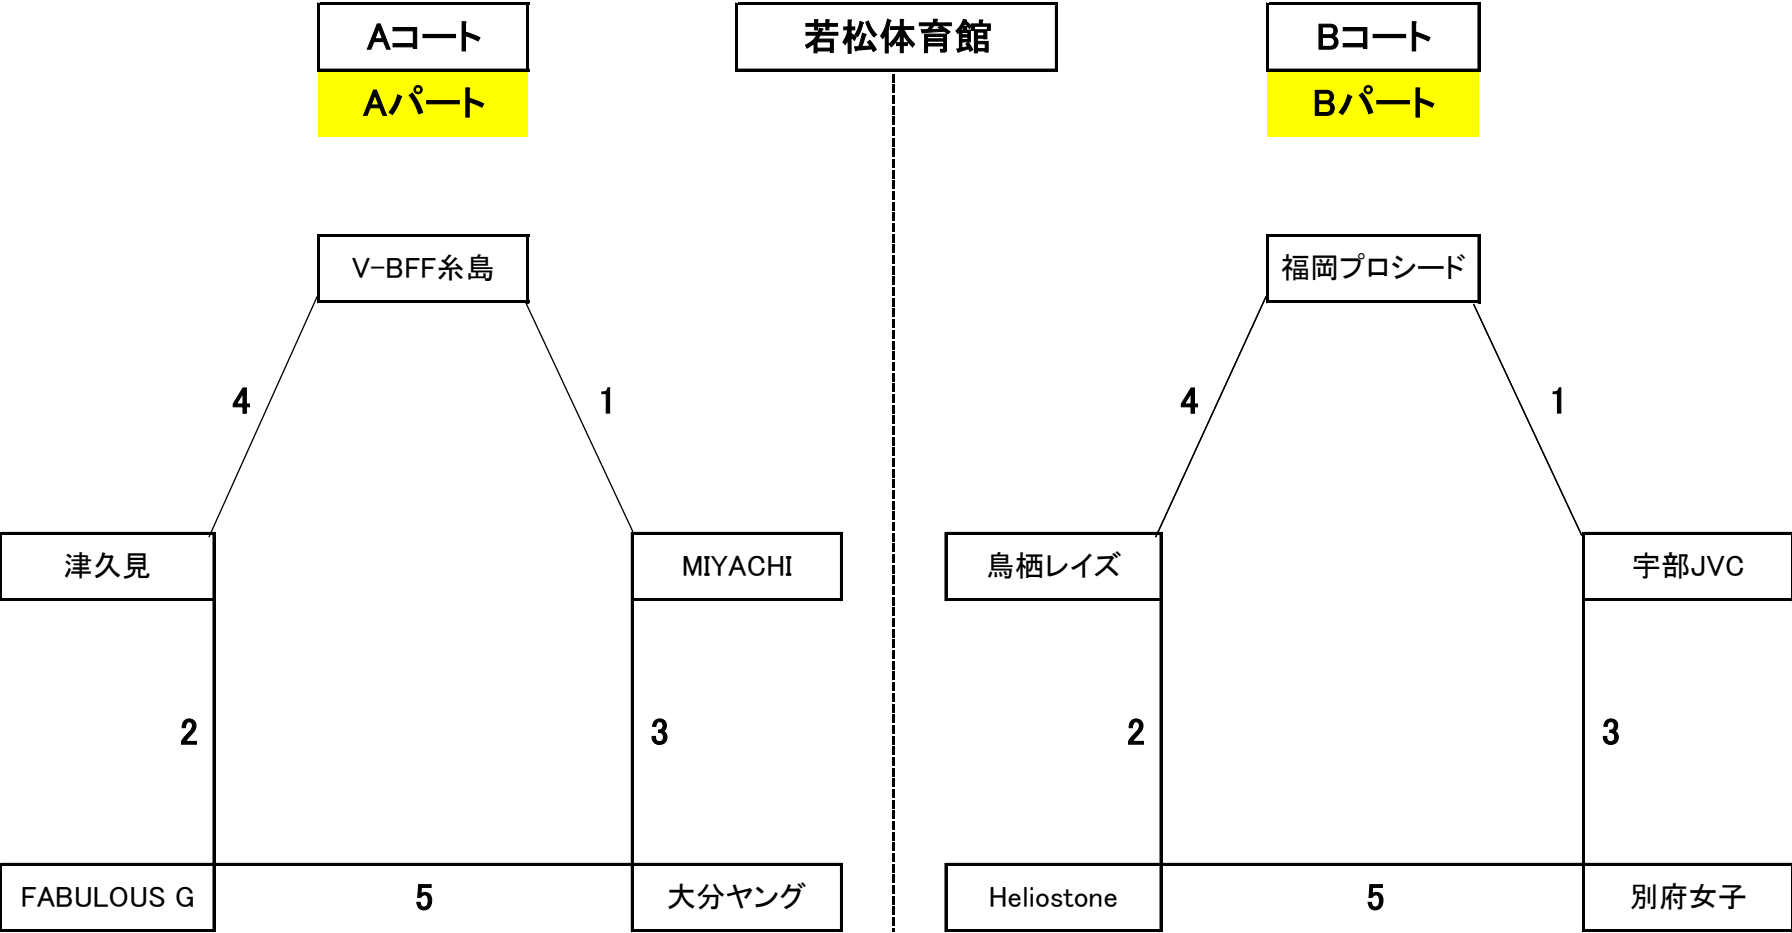 Aコート
若松体育館
Bコート
Aパート
Bパート
V-BFF糸島
福岡プロシード
4
1
4
1
津久見
MIYACHI
鳥栖レイズ
宇部JVC
2
3
2
3
FABULOUS G
5
大分ヤング
Heliostone
5
別府女子